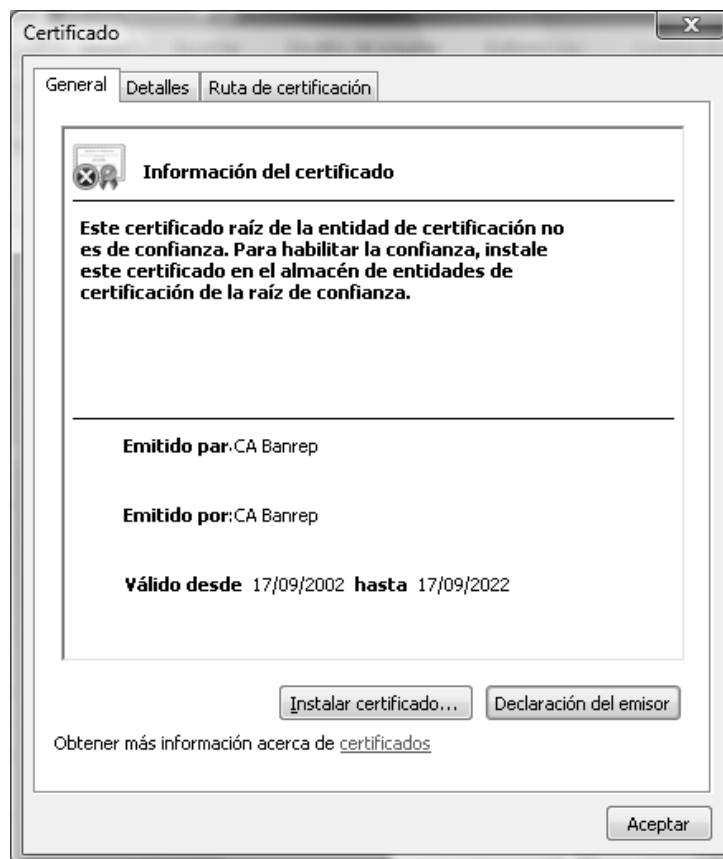 Certificado
General Detalles Ruta de certificación
Información del certificado
Este certificado raíz de la entidad de certificación no
es de confianza. Para habilitar la confianza, instale
este certificado en el almacén de entidades de
certificación de la raíz de confianza.
Emitido par. CA Banrep
Emitido por: CA Banrep
Válido desde 17/09/2002 hasta 17/09/2022
Instalar certificado... Declaración del emisor
Obtener más información acerca de certificados
Aceptar